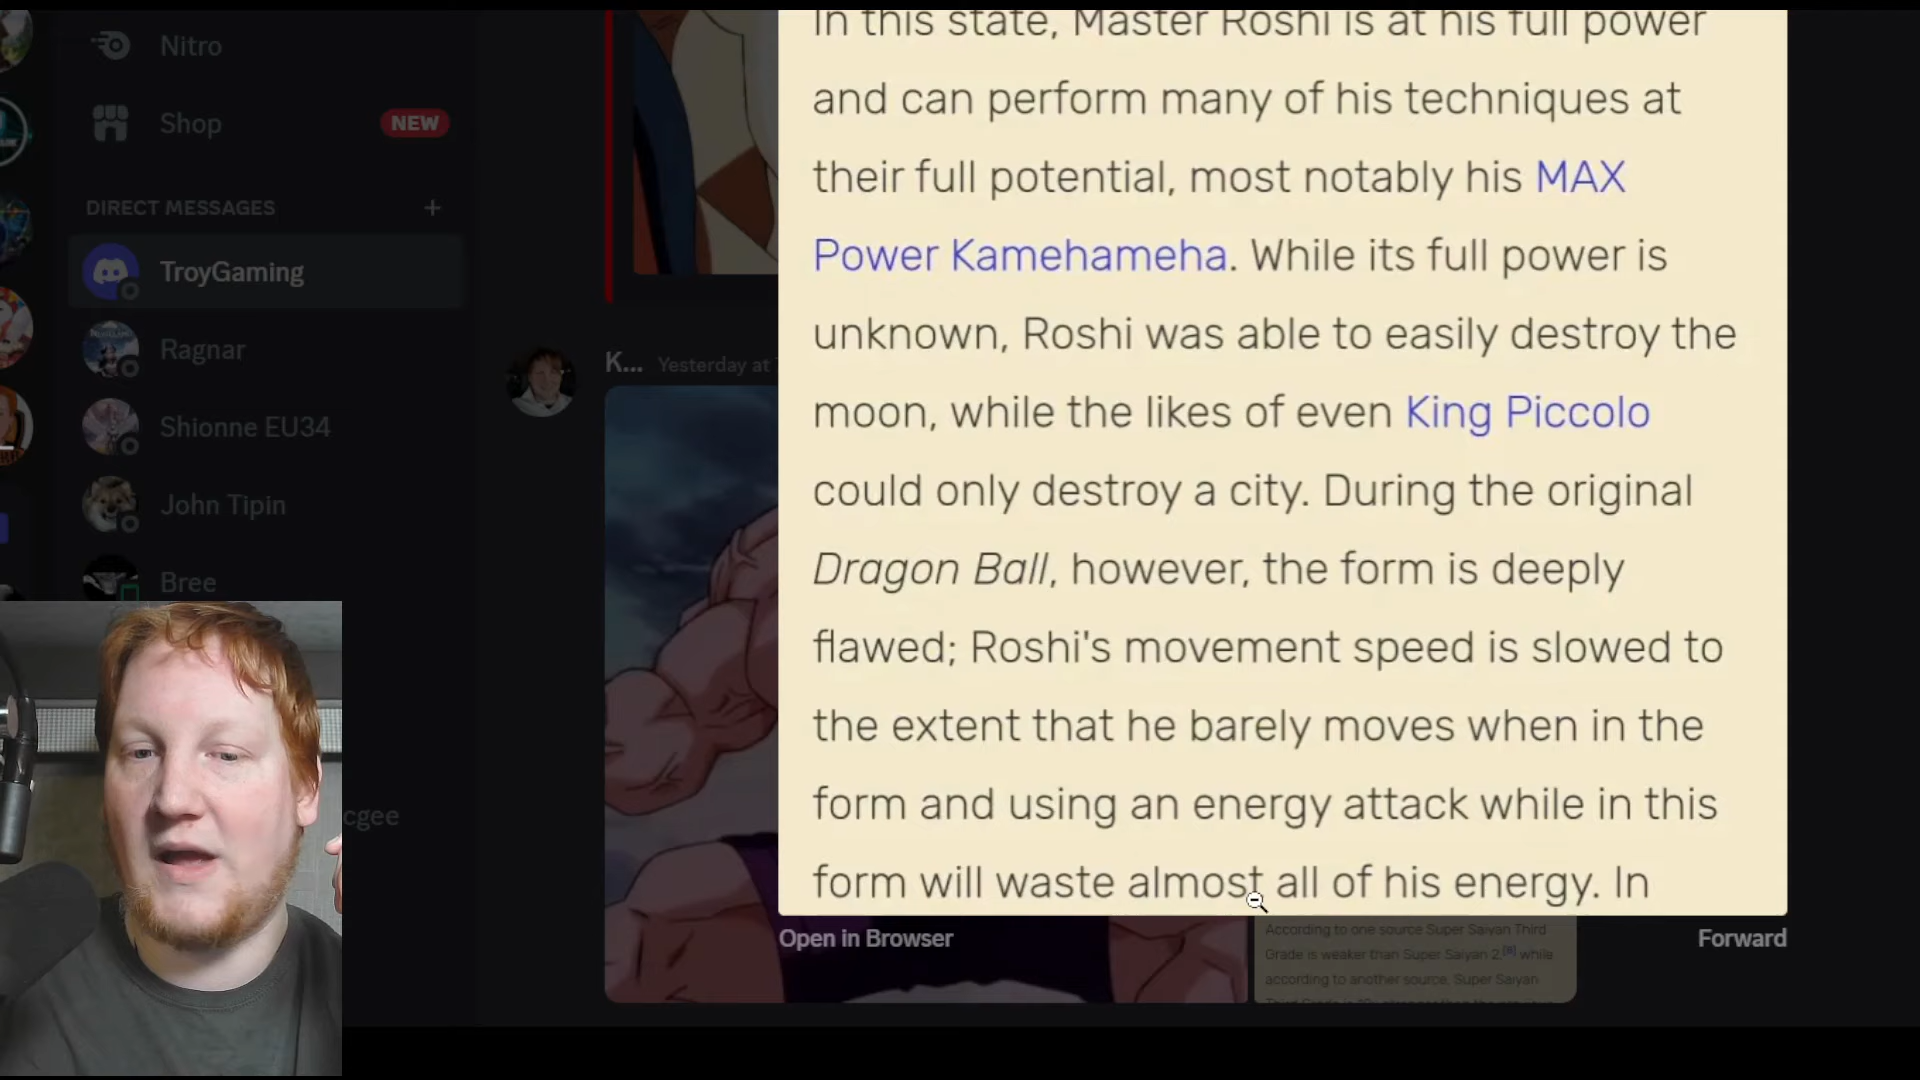 Nitro
Shop
NEW
DIRECT MESSAGES
TroyGaming
Ragnar
Shionne EU34
John Tipin
Bree
cgee
K... Yesterday at
In this state, Master Roshi is at his full power
and can perform many of his techniques at
their full potential, most notably his MAX
Power Kamehameha. While its full power is
unknown, Roshi was able to easily destroy the
moon, while the likes of even King Piccolo
could only destroy a city. During the original
Dragon Ball, however, the form is deeply
flawed; Roshi's movement speed is slowed to
the extent that he barely moves when in the
form and using an energy attack while in this
form will waste almost all of his energy. In
Open in Browser
Forward
According to one source Super Saiyan Third
Grade is weaker than Super Saiyan 2,[8] while
according to another source, Super Saiyan